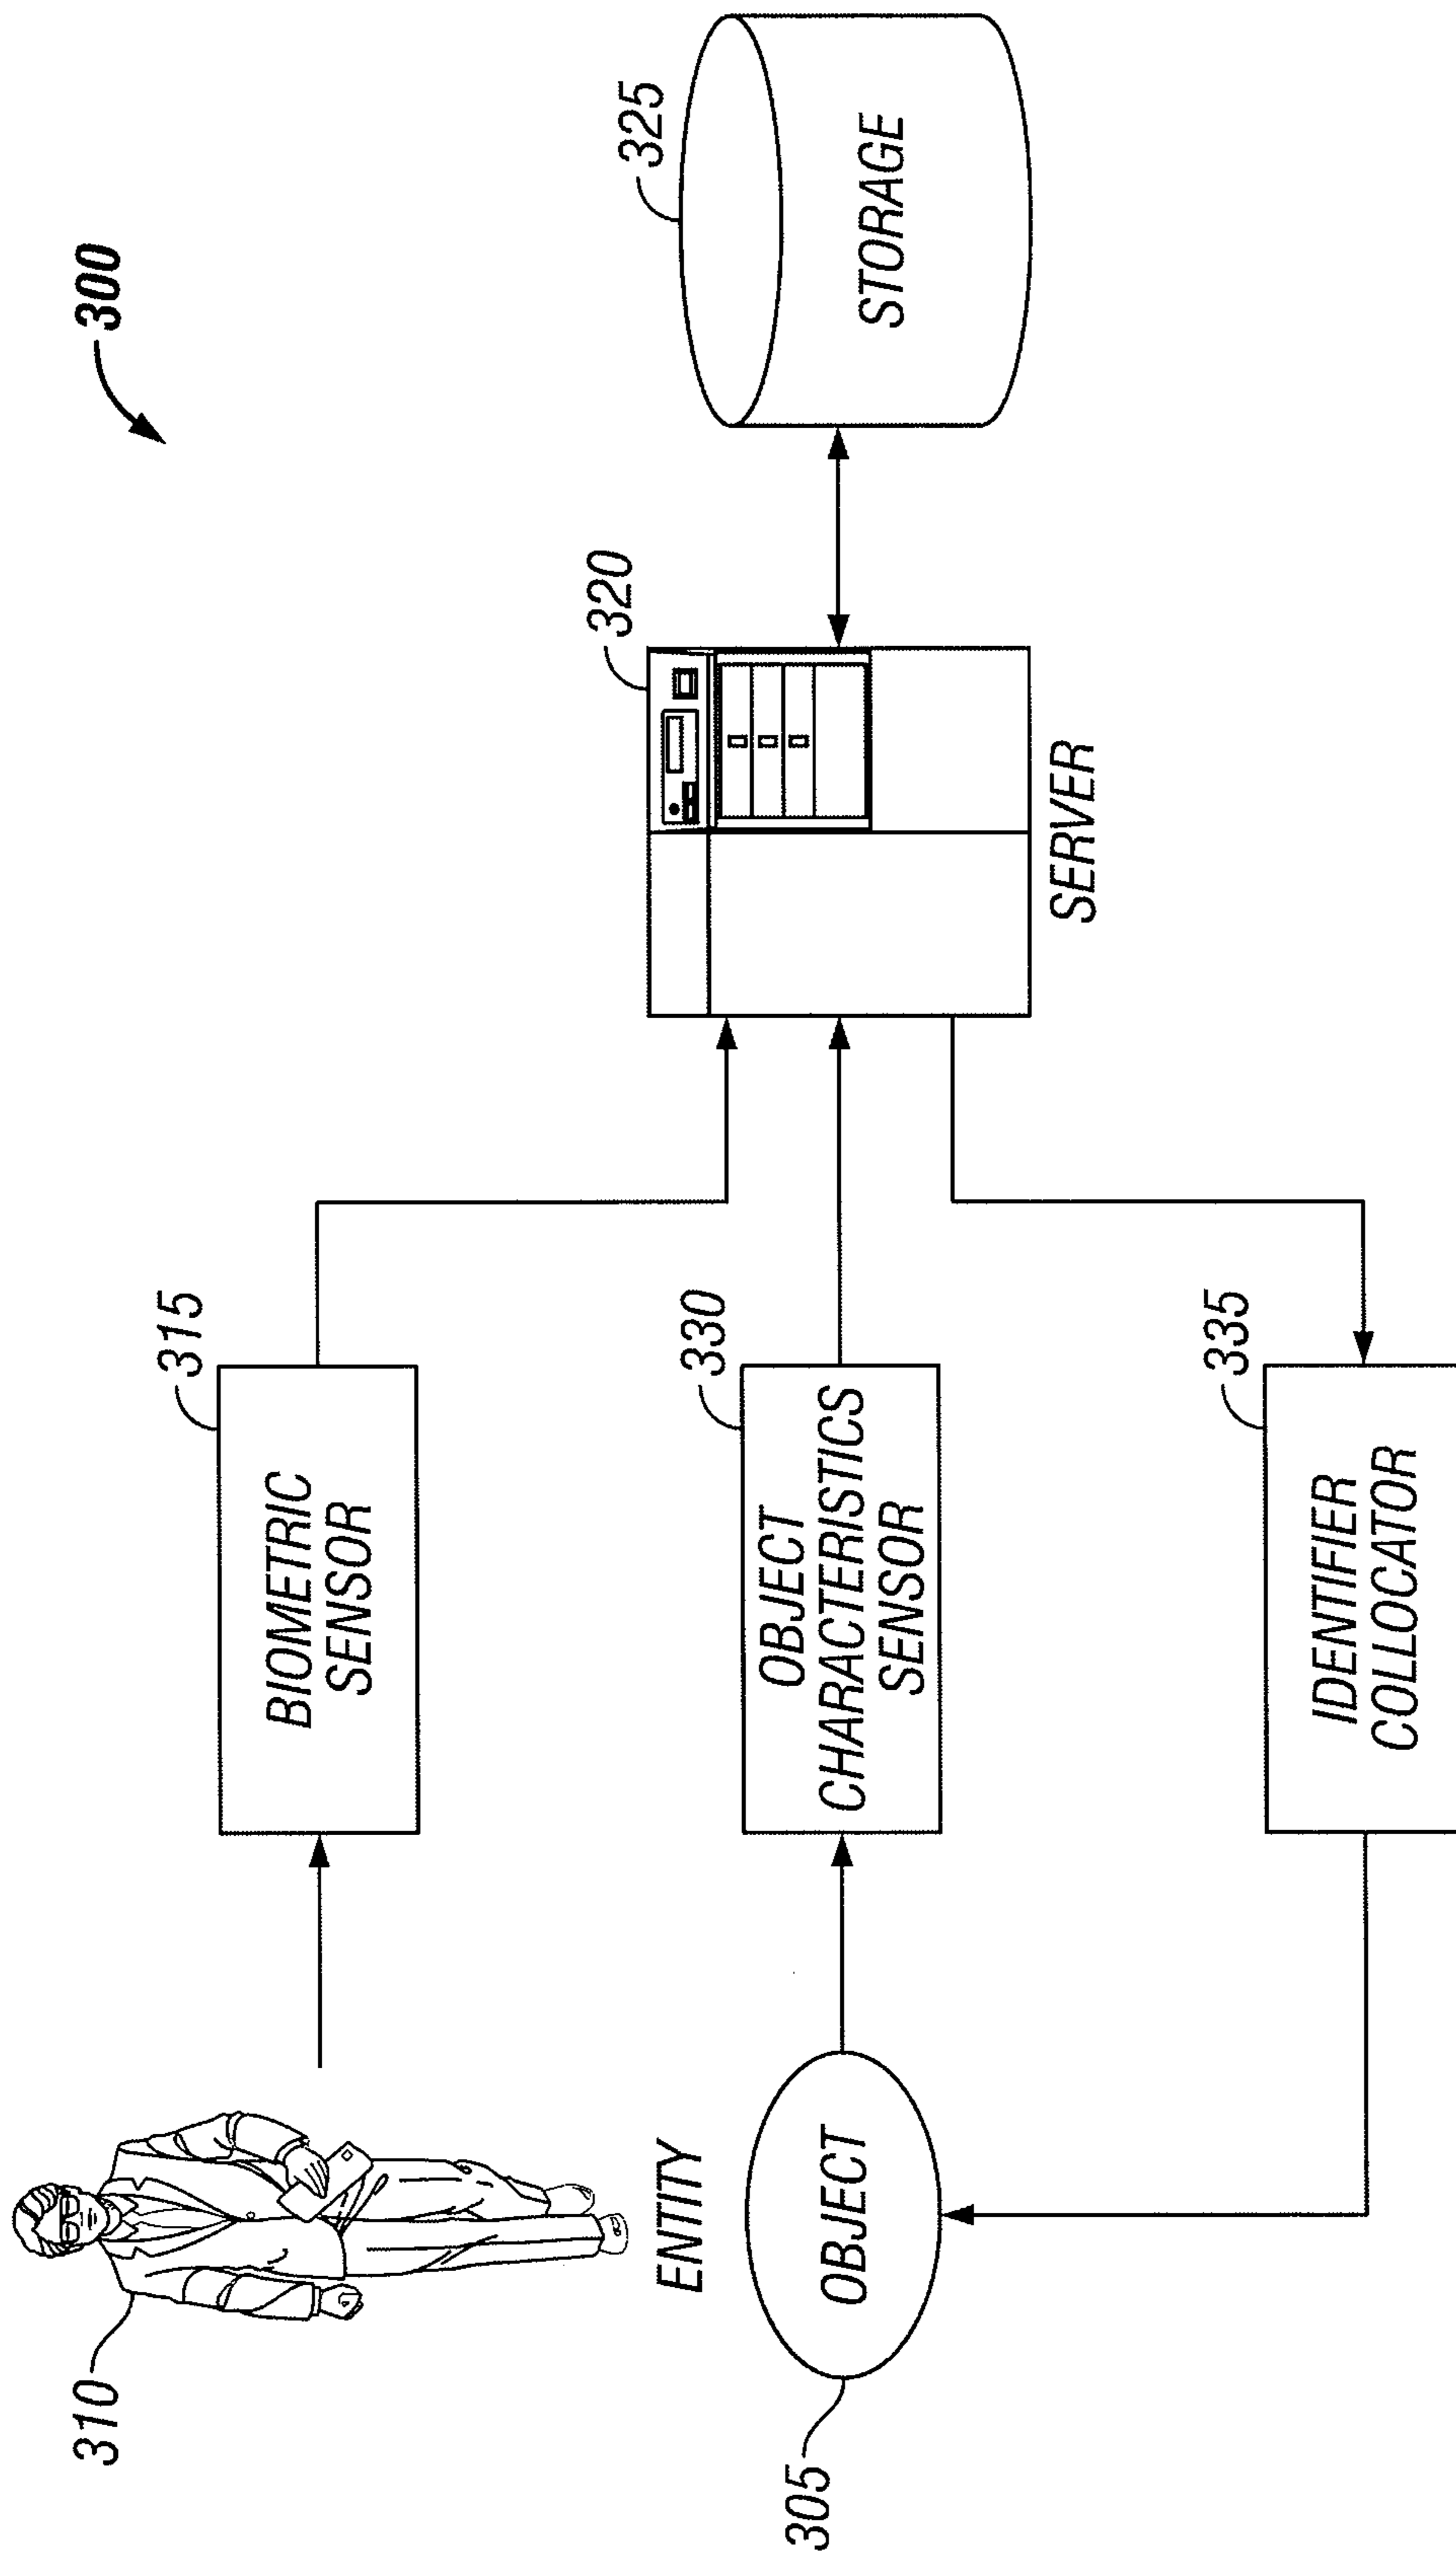 300
310
ENTITY
315
BIOMETRIC
SENSOR
320
SERVER
325
STORAGE
305
OBJECT
330
OBJECT
CHARACTERISTICS
SENSOR
335
IDENTIFIER
COLLOCATOR